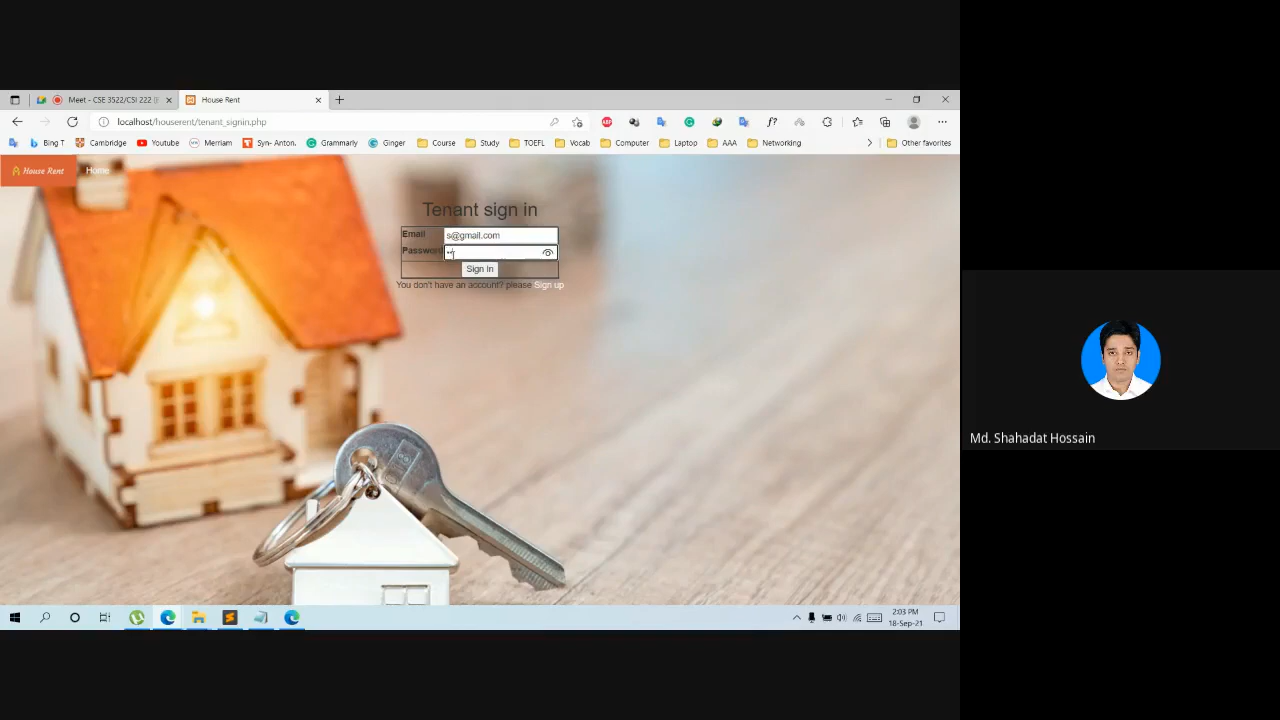 Meet - CSE 3522/CSI 222 (
House Rent
localhost/houserent/tenant_signin.php
Bing T
Cambridge
Youtube
Merriam
Syn- Anton.
Grammarly
Ginger
Course
Study
TOEFL
Vocab
Computer
Laptop
AAA
Networking
Other favorites
House Rent
Home
Tenant sign in
Email
s@gmail.com
Password
Sign In
You don't have an account? please Sign up
Md. Shahadat Hossain
2:03 PM
18-Sep-21